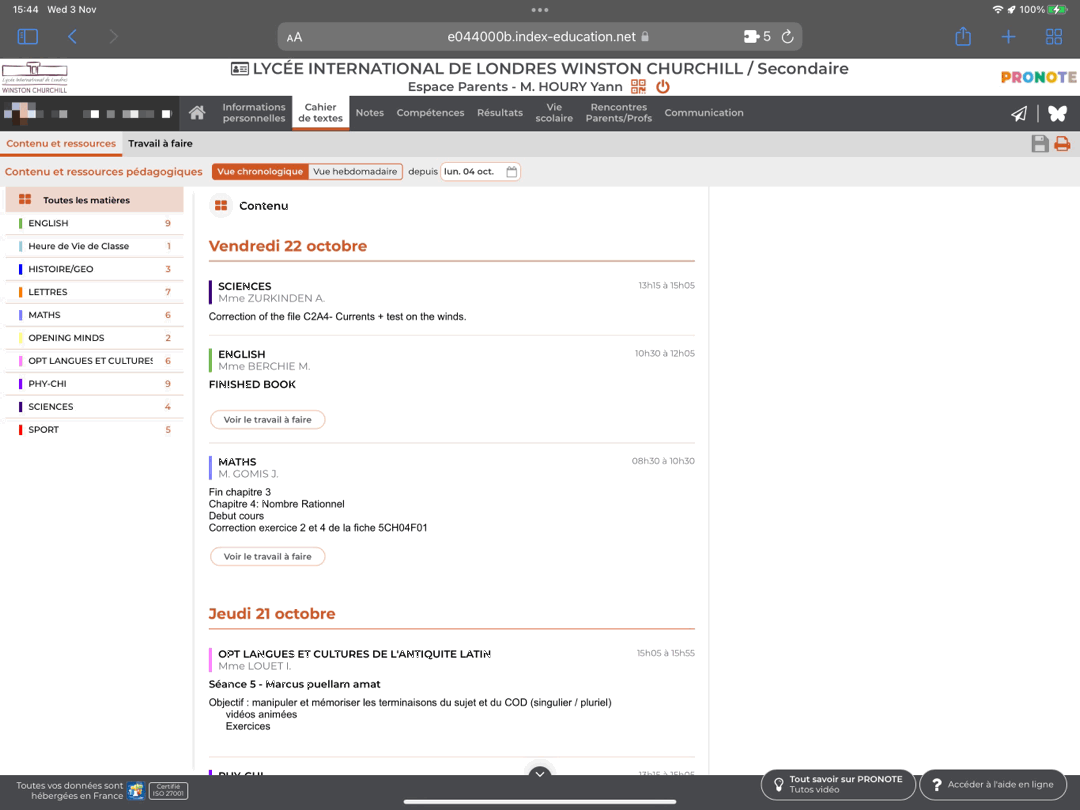 15:44 Wed 3 Nov
100%
AA
e044000b.index-education.net
5
WINSTON CHURCHILL
LYCÉE INTERNATIONAL DE LONDRES WINSTON CHURCHILL / Secondaire
Espace Parents - M. HOURY Yann
PRONOTE
Informations personnelles
Cahier de textes
Notes
Compétences
Résultats
Vie scolaire
Rencontres Parents/Profs
Communication
Contenu et ressources
Travail à faire
Contenu et ressources pédagogiques
Vue chronologique
Vue hebdomadaire
depuis
lun. 04 oct.
Toutes les matières
ENGLISH 9
Heure de Vie de Classe 1
HISTOIRE/GEO 3
LETTRES 7
MATHS 6
OPENING MINDS 2
OPT LANGUES ET CULTURES 6
PHY-CHI 9
SCIENCES 4
SPORT 5
Contenu
Vendredi 22 octobre
SCIENCES 13h15 à 15h05
Mme ZURKINDEN A.
Correction of the file C2A4- Currents + test on the winds.
ENGLISH 10h30 à 12h05
Mme BERCHIE M.
FINISHED BOOK
Voir le travail à faire
MATHS 08h30 à 10h30
M. GOMIS J.
Fin chapitre 3
Chapitre 4: Nombre Rationnel
Debut cours
Correction exercice 2 et 4 de la fiche 5CH04F01
Voir le travail à faire
Jeudi 21 octobre
OPT LANGUES ET CULTURES DE L'ANTIQUITE LATIN 15h05 à 15h55
Mme LOUET I.
Séance 5 - Marcus puellam amat
Objectif : manipuler et mémoriser les terminaisons du sujet et du COD (singulier / pluriel)
vidéos animées
Exercices
PHY-CHI 13h15 à 15h05
Toutes vos données sont
hébergées en France
Certifié
ISO 27001
Tout savoir sur PRONOTE
Tutos vidéo
? Accéder à l'aide en ligne